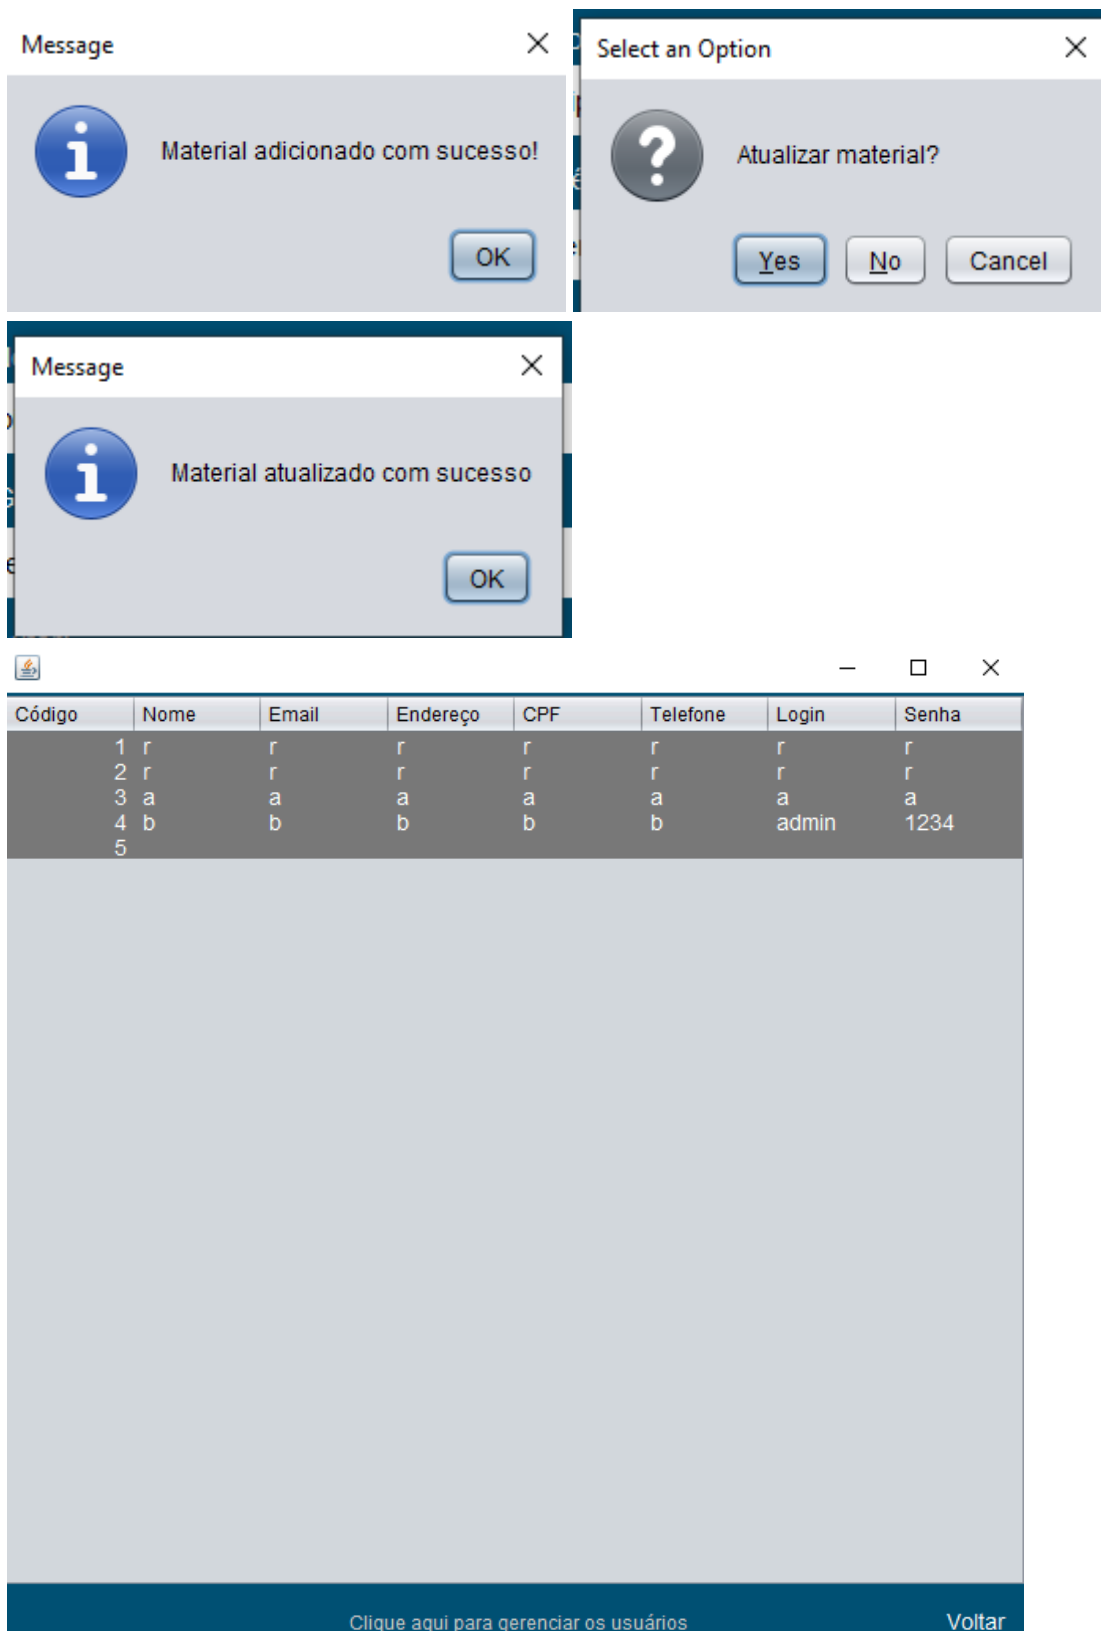 Message
Material adicionado com sucesso!
OK
Select an Option
Atualizar material?
Yes No Cancel
Message
Material atualizado com sucesso
OK
Código Nome Email Endereço CPF Telefone Login Senha
1 r r r r r r r
2 r r r r r r r
3 a a a a a a a
4 b b b b b admin 1234
5
Clique aqui para gerenciar os usuários Voltar